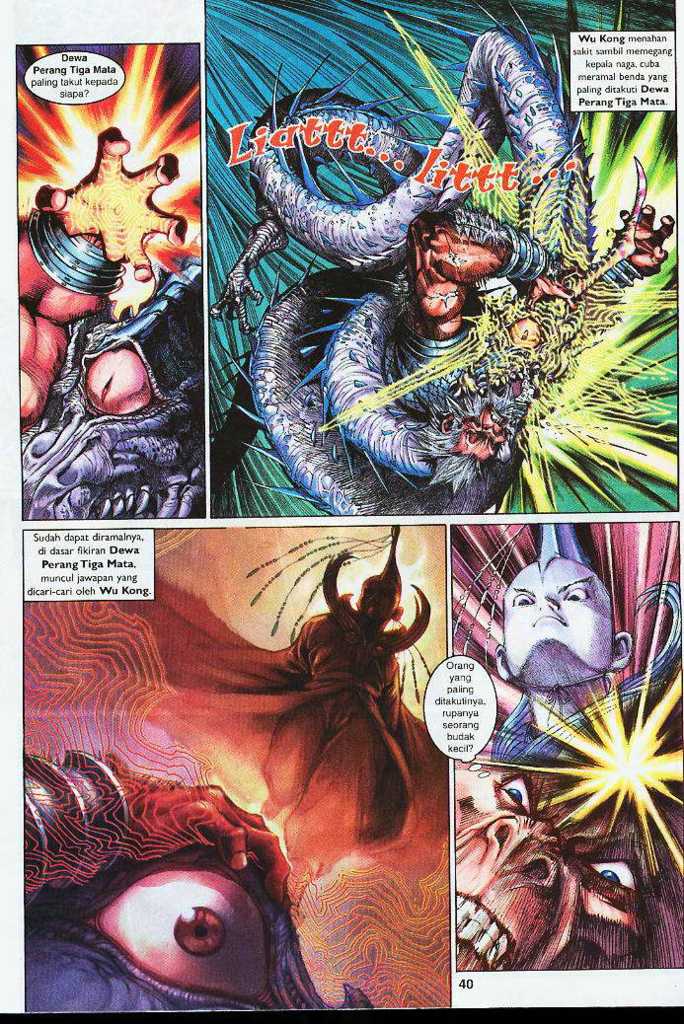 Dewa
Perang Tiga Mata
paling takut kepada
siapa?
Wu Kong menahan
sakit sambil memegang
kepala naga, cuba
meramal benda yang
paling ditakuti Dewa
Perang Tiga Mata.
Liattt... littt...
Sudah dapat diramalnya,
di dasar fikiran Dewa
Perang Tiga Mata,
muncul jawapan yang
dicari-cari oleh Wu Kong.
Orang
yang
paling
ditakutinya,
rupanya
seorang
budak
kecil?
40